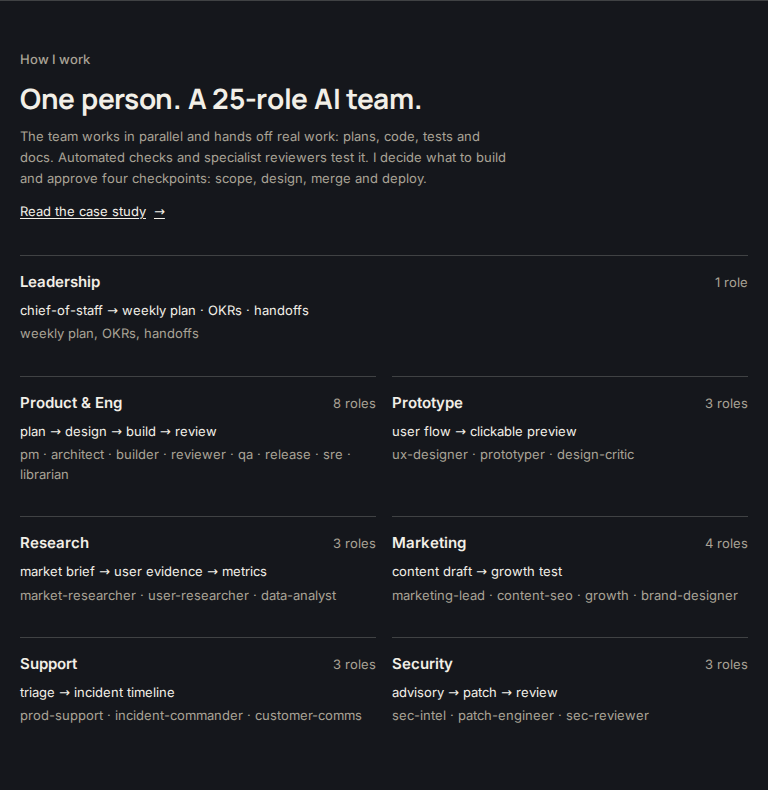 How I work
One person. A 25-role AI team.
The team works in parallel and hands off real work: plans, code, tests and
docs. Automated checks and specialist reviewers test it. I decide what to build
and approve four checkpoints: scope, design, merge and deploy.
Read the case study →
Leadership 1 role
chief-of-staff → weekly plan · OKRs · handoffs
weekly plan, OKRs, handoffs
Product & Eng 8 roles
plan → design → build → review
pm · architect · builder · reviewer · qa · release · sre ·
librarian
Prototype 3 roles
user flow → clickable preview
ux-designer · prototyper · design-critic
Research 3 roles
market brief → user evidence → metrics
market-researcher · user-researcher · data-analyst
Marketing 4 roles
content draft → growth test
marketing-lead · content-seo · growth · brand-designer
Support 3 roles
triage → incident timeline
prod-support · incident-commander · customer-comms
Security 3 roles
advisory → patch → review
sec-intel · patch-engineer · sec-reviewer